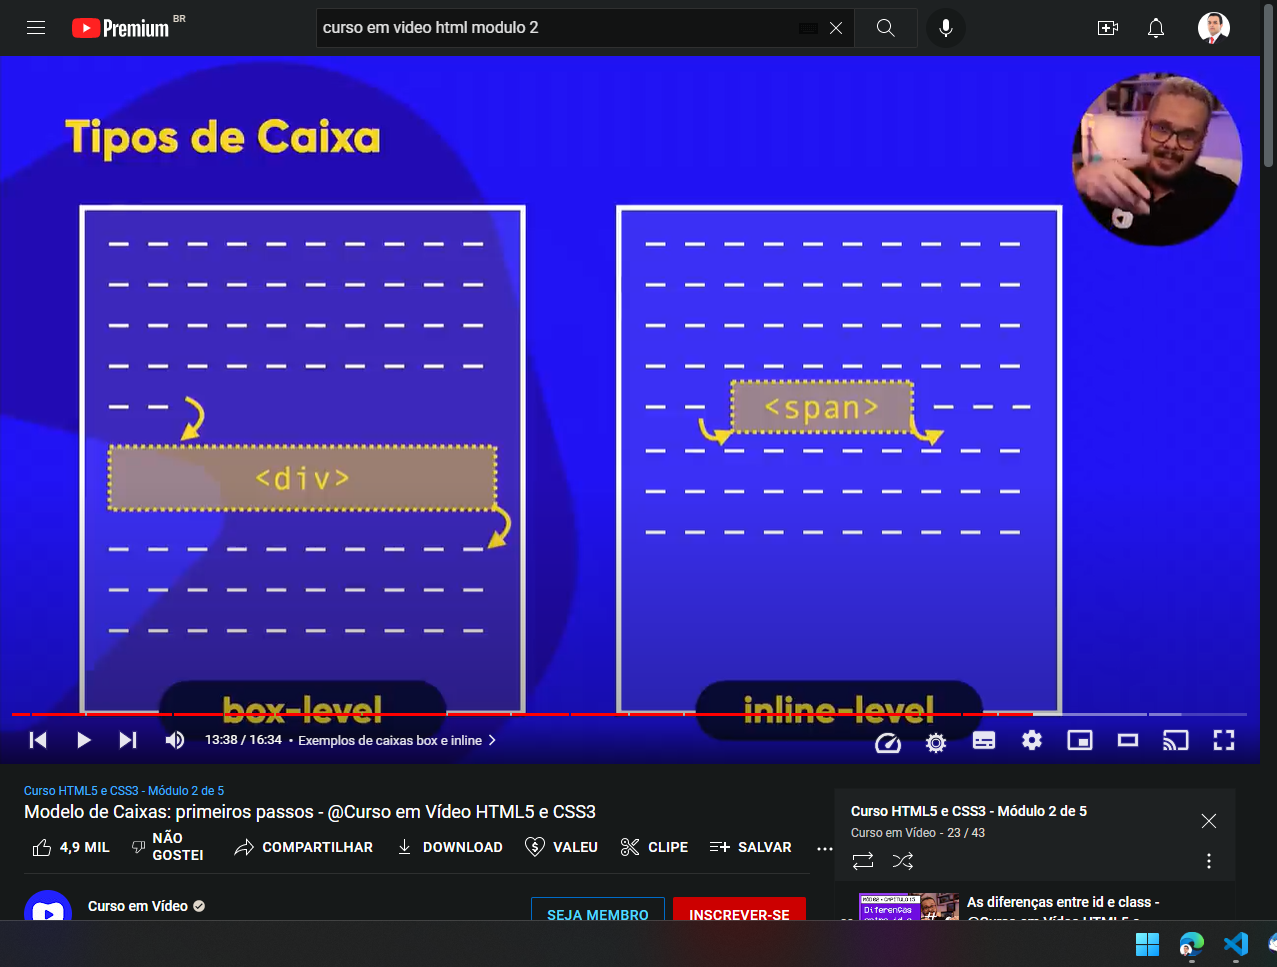 Premium BR
curso em video html modulo 2
Tipos de Caixa
<div>
<span>
box-level
inline-level
13:38 / 16:34 • Exemplos de caixas box e inline
Curso HTML5 e CSS3 - Módulo 2 de 5
Modelo de Caixas: primeiros passos - @Curso em Vídeo HTML5 e CSS3
4,9 MIL
NÃO
GOSTEI
COMPARTILHAR
DOWNLOAD
VALEU
CLIPE
SALVAR
Curso em Vídeo
SEJA MEMBRO
INSCREVER-SE
Curso HTML5 e CSS3 - Módulo 2 de 5
Curso em Vídeo - 23 / 43
Diferenças
As diferenças entre id e class -
@Curso em Vídeo HTML5 e